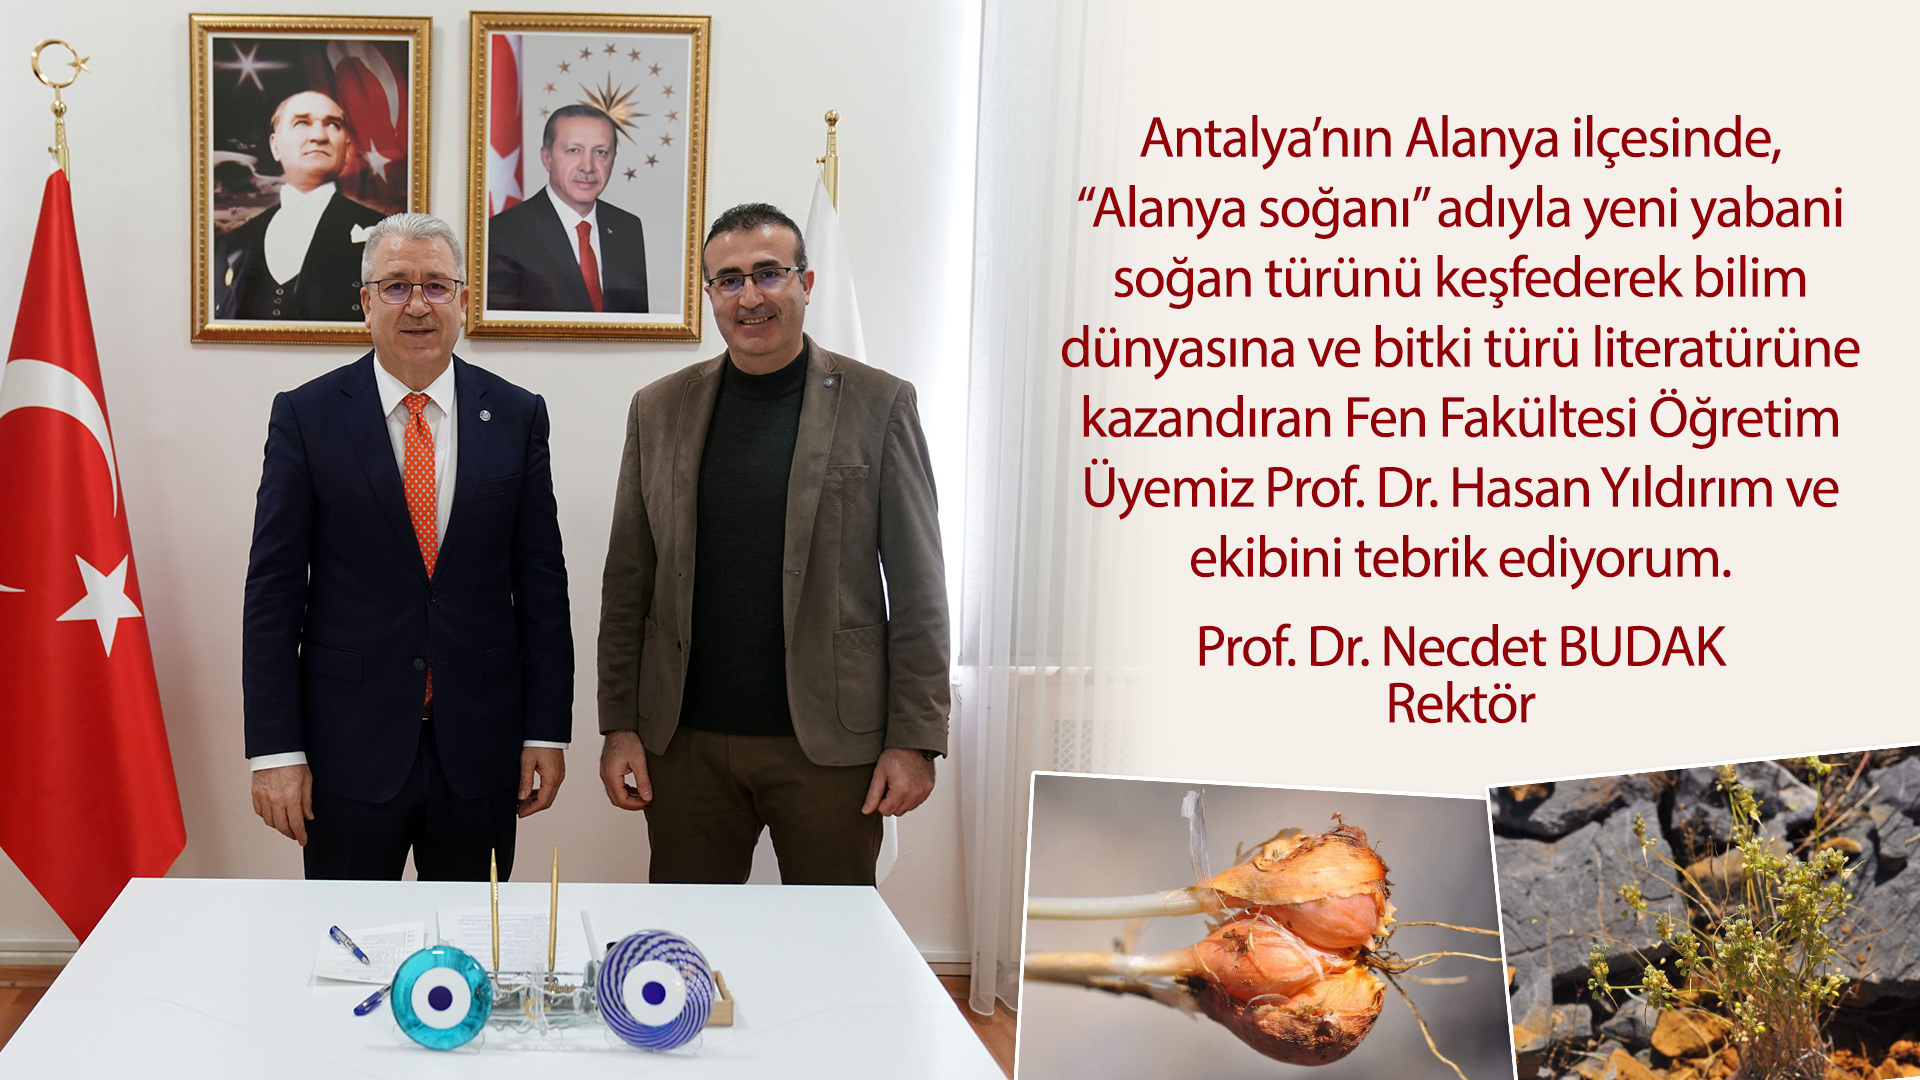 Antalya’nın Alanya ilçesinde,
“Alanya soğanı” adıyla yeni yabani
soğan türünü keşfederek bilim
dünyasına ve bitki türü literatürüne
kazandıran Fen Fakültesi Öğretim
Üyemiz Prof. Dr. Hasan Yıldırım ve
ekibini tebrik ediyorum.
Prof. Dr. Necdet BUDAK
Rektör